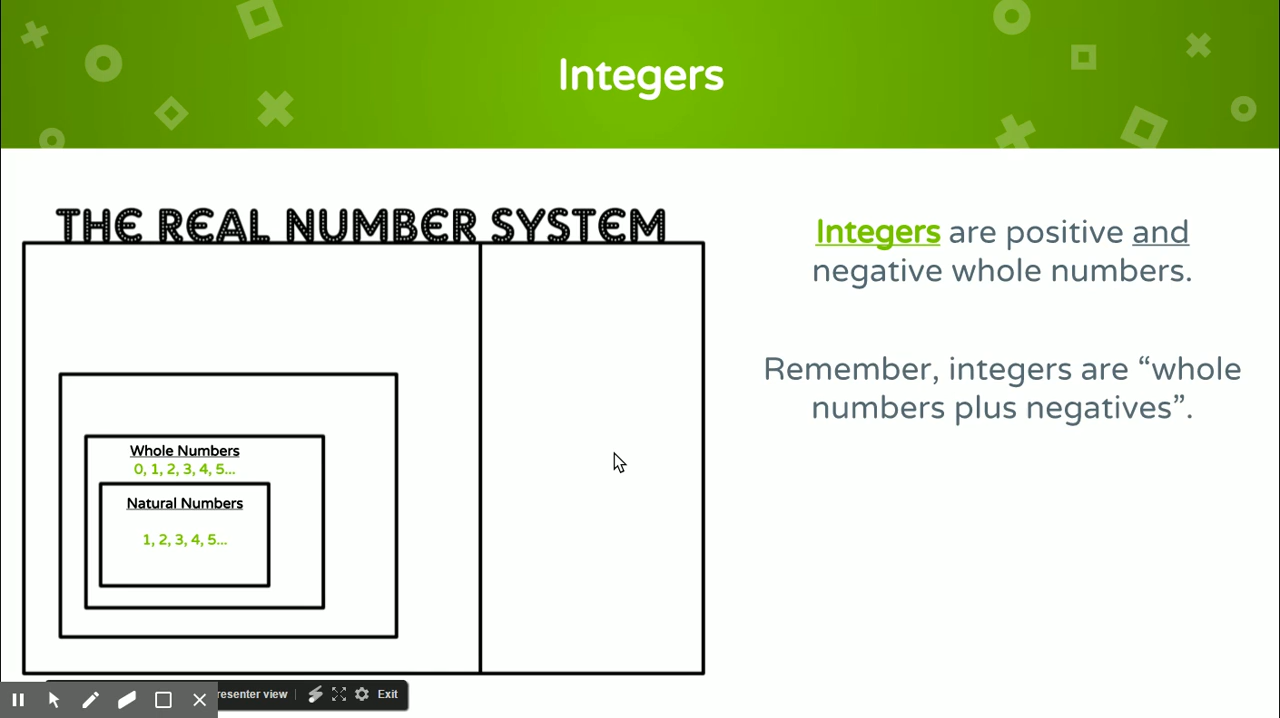 Integers
THE REAL NUMBER SYSTEM
Integers are positive and
negative whole numbers.
Remember, integers are “whole
numbers plus negatives”.
Whole Numbers
0, 1, 2, 3, 4, 5...
Natural Numbers
1, 2, 3, 4, 5...
view
Exit